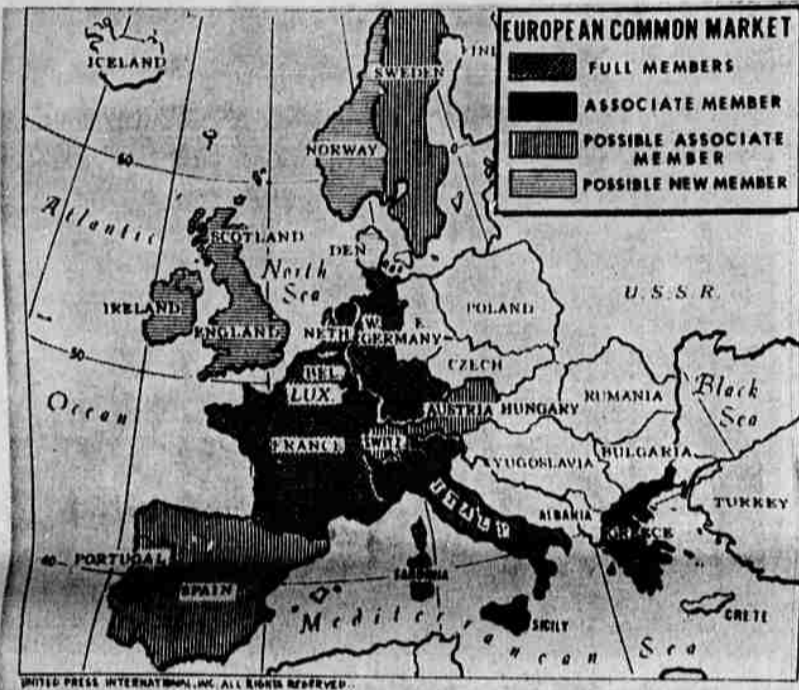 EUROPEAN COMMON MARKET
FULL MEMBERS
ASSOCIATE MEMBER
POSSIBLE ASSOCIATE
MEMBER
POSSIBLE NEW MEMBER
ICELAND
SWEDEN
FIN
NORWAY
60
Atlantic
SCOTLAND
North
Sea
DEN
IRELAND
ENGLAND
NETH
W.
E.
GERMANY
POLAND
U.S.S.R.
50
CZECH
BEL
LUX.
Ocean
AUSTRIA
HUNGARY
RUMANIA
Black
Sea
FRANCE
SWITZ
YUGOSLAVIA
BULGARIA
ITALY
ALBANIA
TURKEY
GREECE
40
PORTUGAL
SPAIN
SARDINIA
Mediterranean Sea
SICILY
CRETE
UNITED PRESS INTERNATIONAL, INC. ALL RIGHTS RESERVED.